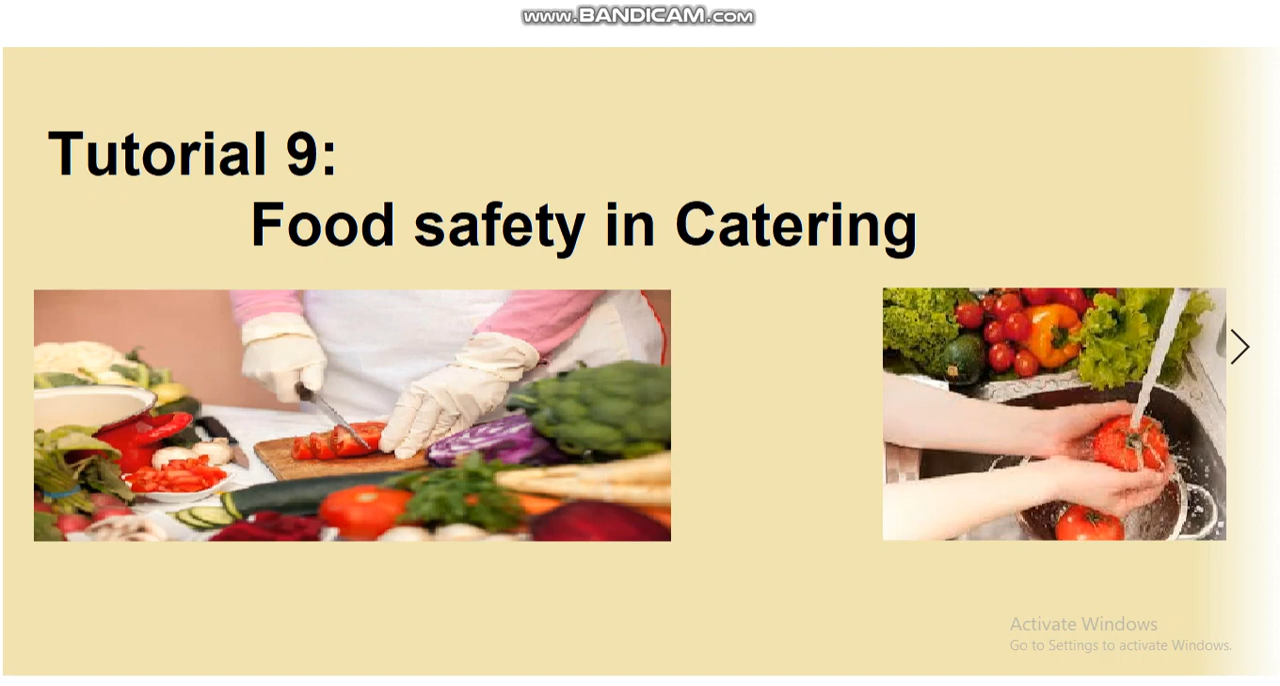 www.BANDICAM.com
Tutorial 9:
Food safety in Catering
Activate Windows
Go to Settings to activate Windows.